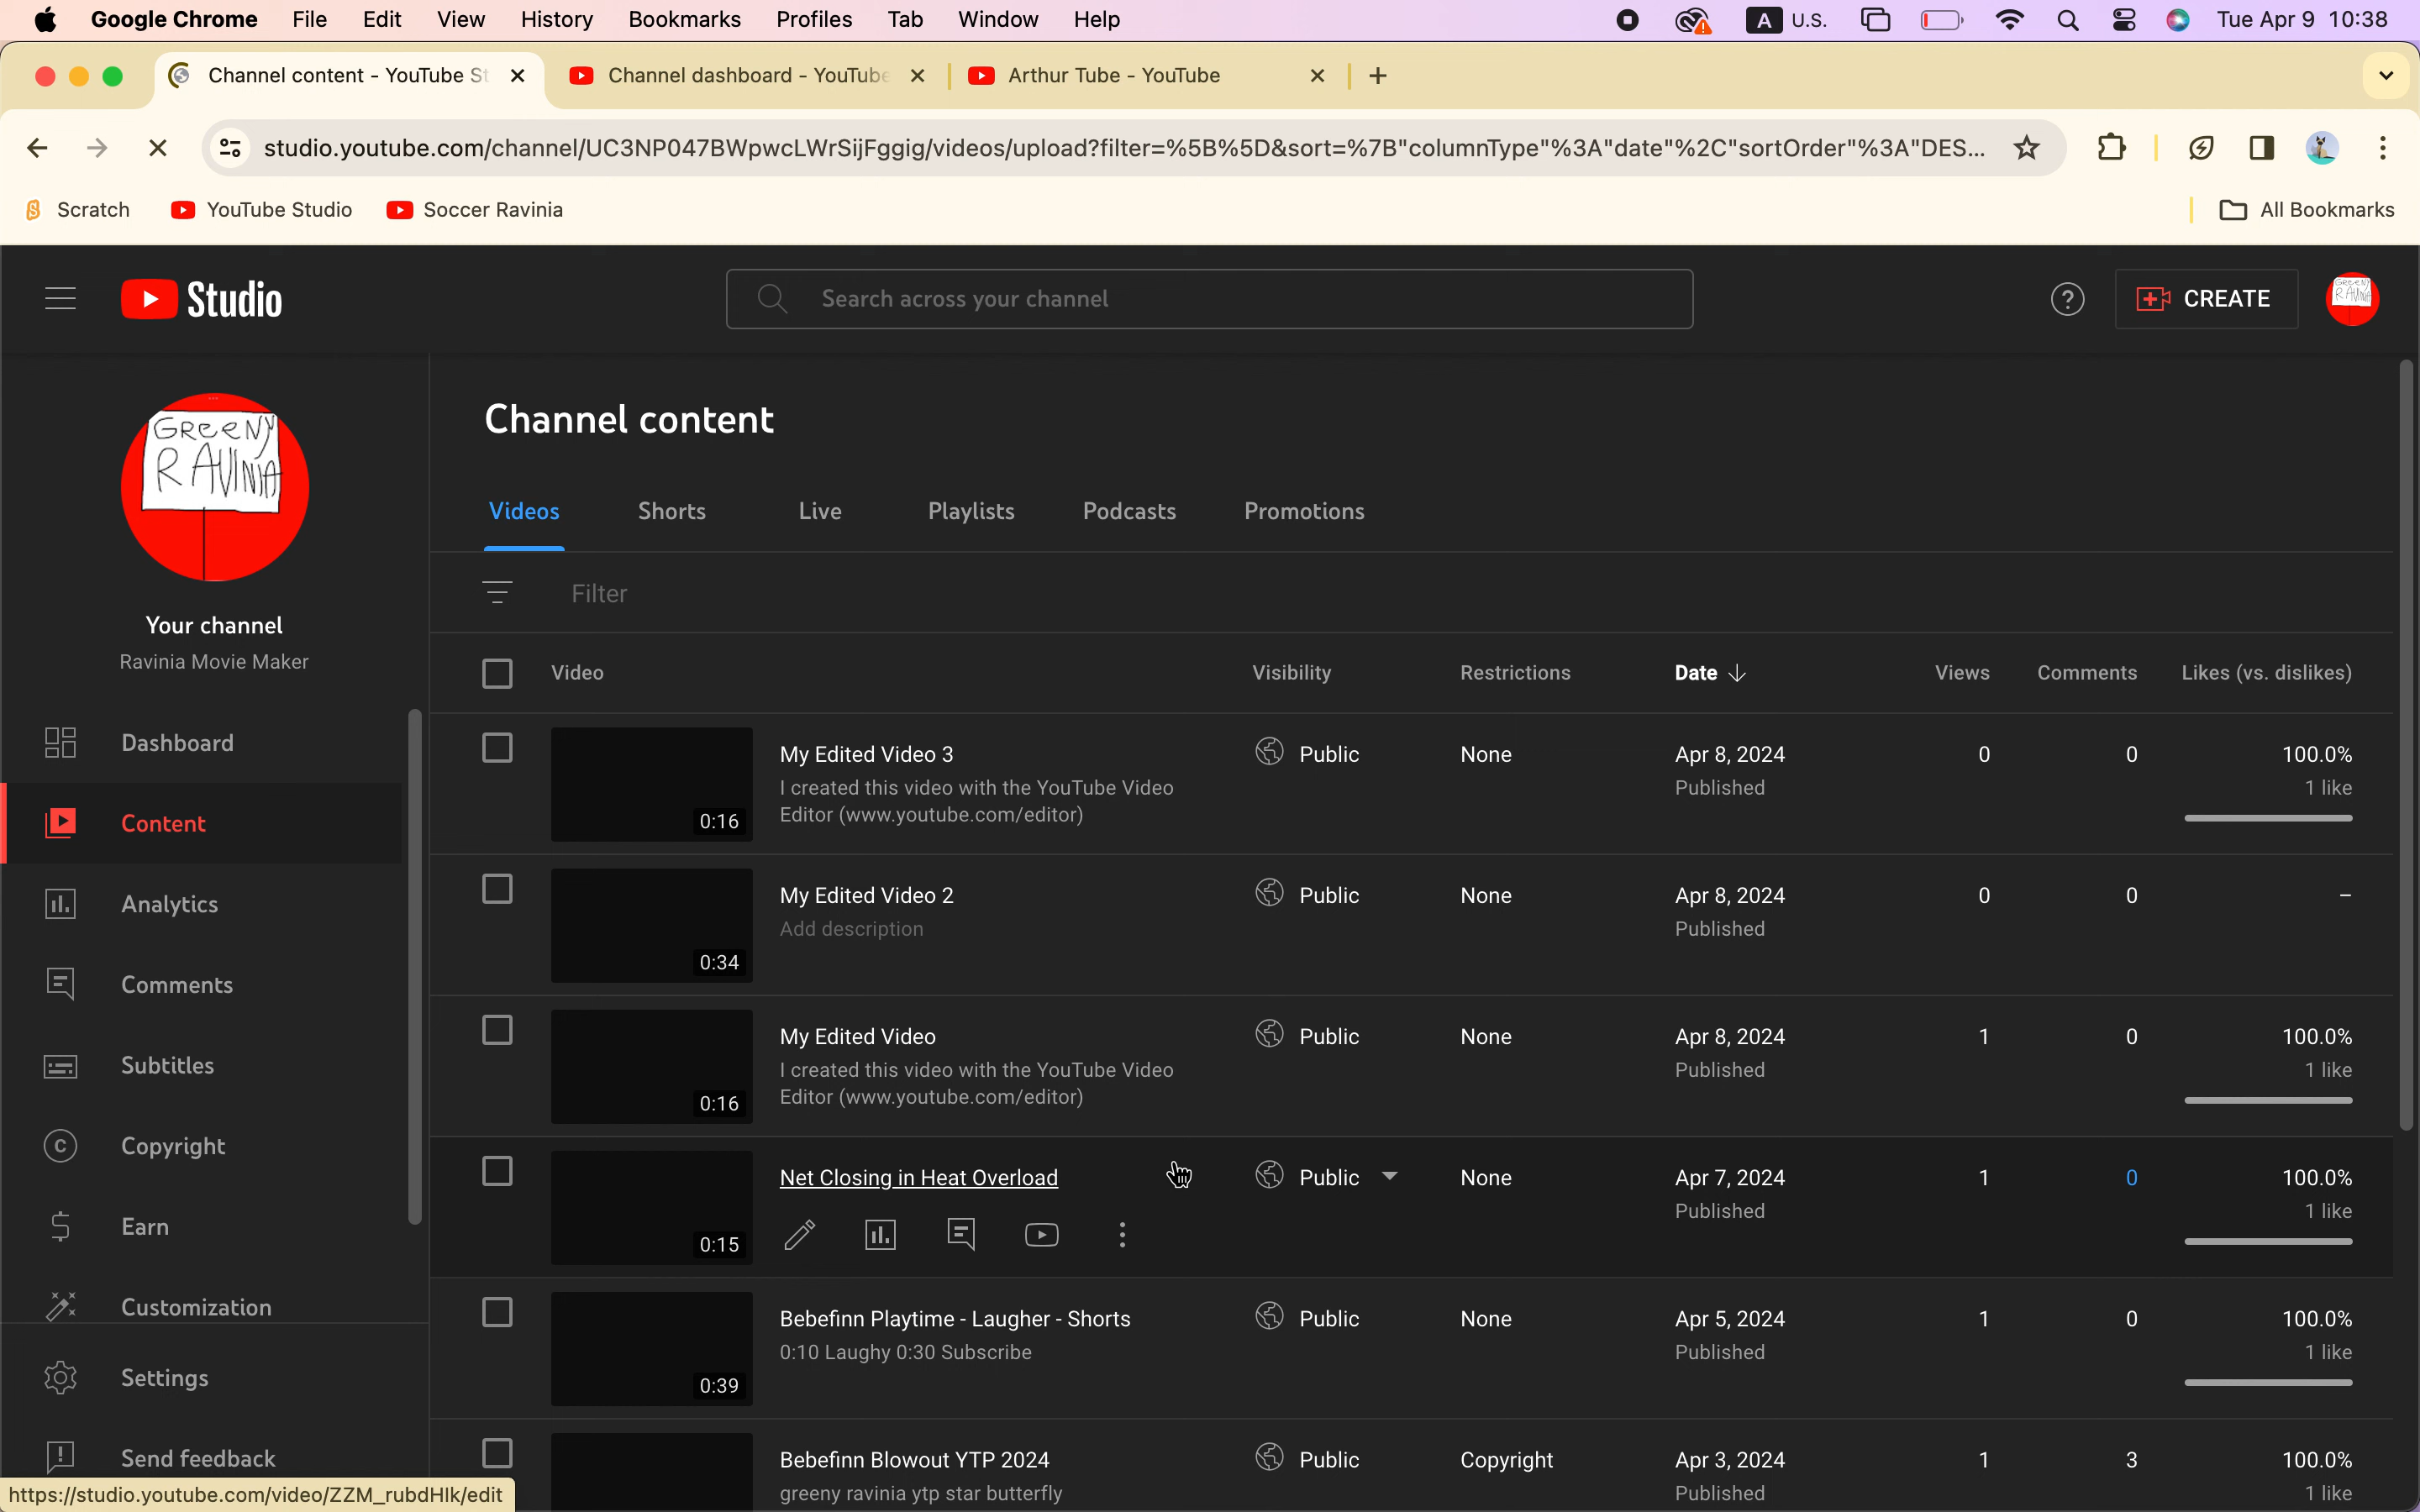 Google Chrome File Edit View History Bookmarks Profiles Tab Window Help A U.S. Tue Apr 9 10:38
Channel content - YouTube St Channel dashboard - YouTube Arthur Tube - YouTube
studio.youtube.com/channel/UC3NP047BWpwcLWrSijFggig/videos/upload?filter=%5B%5D&sort=%7B"columnType"%3A"date"%2C"sortOrder"%3A"DES...
Scratch YouTube Studio Soccer Ravinia All Bookmarks
Studio Search across your channel CREATE
GREENY
RAVINIA
Your channel
Ravinia Movie Maker
Dashboard
Content
Analytics
Comments
Subtitles
Copyright
Earn
Customization
Settings
Send feedback
Channel content
Videos Shorts Live Playlists Podcasts Promotions
Filter
Video Visibility Restrictions Date Views Comments Likes (vs. dislikes)
My Edited Video 3 Public None Apr 8, 2024 0 0 100.0%
I created this video with the YouTube Video Published 1 like
Editor (www.youtube.com/editor)
0:16
My Edited Video 2 Public None Apr 8, 2024 0 0 –
Add description Published
0:34
My Edited Video Public None Apr 8, 2024 1 0 100.0%
I created this video with the YouTube Video Published 1 like
Editor (www.youtube.com/editor)
0:16
Net Closing in Heat Overload Public None Apr 7, 2024 1 0 100.0%
Published 1 like
0:15
Bebefinn Playtime - Laugher - Shorts Public None Apr 5, 2024 1 0 100.0%
0:10 Laughy 0:30 Subscribe Published 1 like
0:39
Bebefinn Blowout YTP 2024 Public Copyright Apr 3, 2024 1 3 100.0%
greeny ravinia ytp star butterfly Published 1 like
https://studio.youtube.com/video/ZZM_rubdHlk/edit